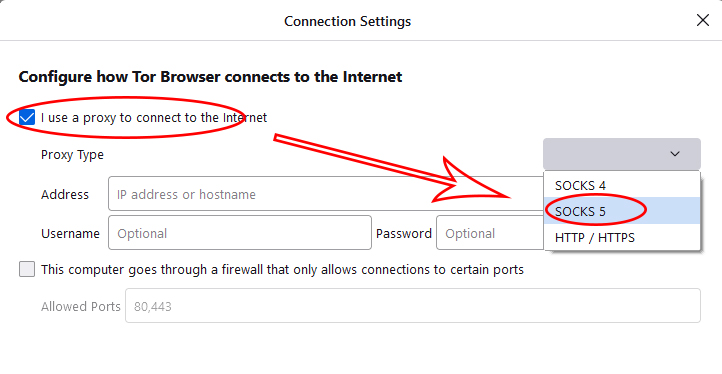 Connection Settings
Configure how Tor Browser connects to the Internet
I use a proxy to connect to the Internet
Proxy Type
SOCKS 4
Address IP address or hostname
SOCKS 5
Username Optional Password Optional
HTTP / HTTPS
This computer goes through a firewall that only allows connections to certain ports
Allowed Ports 80,443